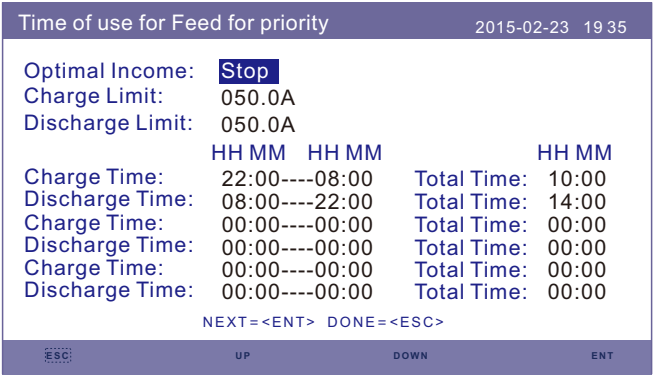 Time of use for Feed for priority 2015-02-23 19 35
Optimal Income: Stop
Charge Limit: 050.0A
Discharge Limit: 050.0A
HH MM HH MM HH MM
Charge Time: 22:00----08:00 Total Time: 10:00
Discharge Time: 08:00----22:00 Total Time: 14:00
Charge Time: 00:00----00:00 Total Time: 00:00
Discharge Time: 00:00----00:00 Total Time: 00:00
Charge Time: 00:00----00:00 Total Time: 00:00
Discharge Time: 00:00----00:00 Total Time: 00:00
NEXT=<ENT> DONE=<ESC>
ESC UP DOWN ENT